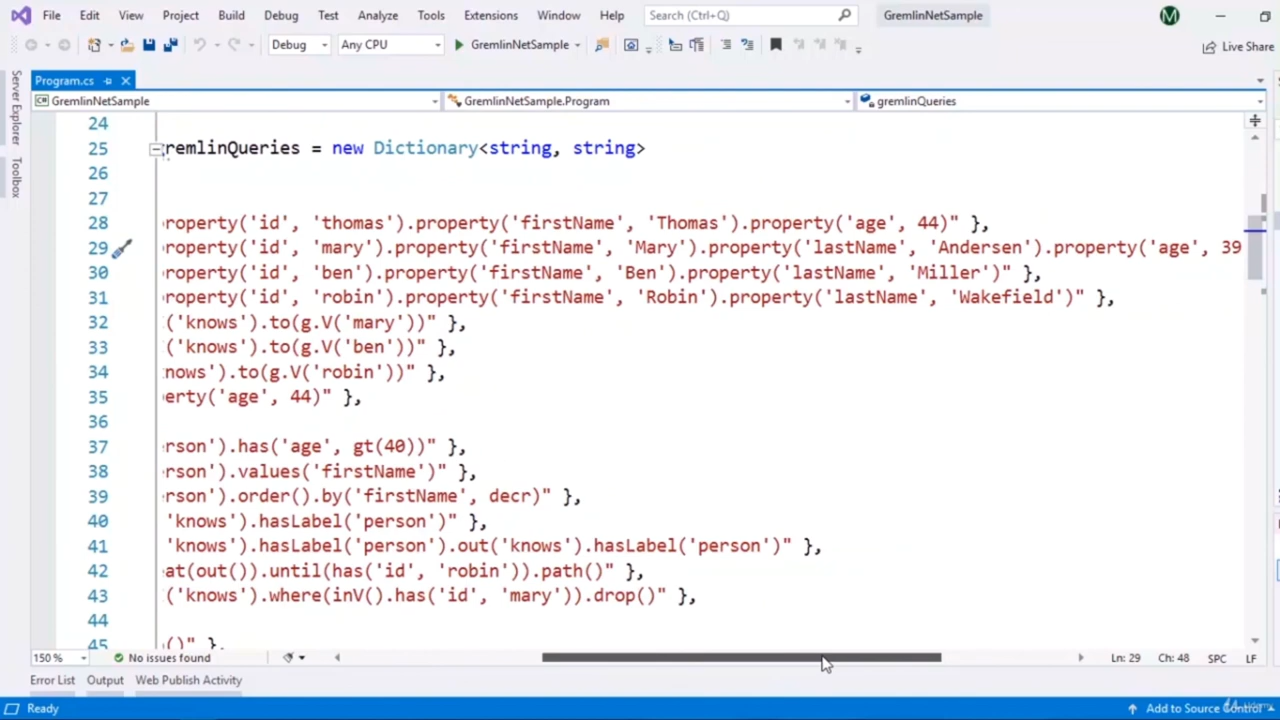 File Edit View Project Build Debug Test Analyze Tools Extensions Window Help Search (Ctrl+Q) GremlinNetSample M
Debug Any CPU GremlinNetSample Live Share
Server Explorer
Toolbox
Program.cs
GremlinNetSample GremlinNetSample.Program gremlinQueries
24
25 remlinQueries = new Dictionary<string, string>
26
27
28 roperty('id', 'thomas').property('firstName', 'Thomas').property('age', 44)" },
29 roperty('id', 'mary').property('firstName', 'Mary').property('lastName', 'Andersen').property('age', 39
30 roperty('id', 'ben').property('firstName', 'Ben').property('lastName', 'Miller')" },
31 roperty('id', 'robin').property('firstName', 'Robin').property('lastName', 'Wakefield')" },
32 ('knows').to(g.V('mary'))" },
33 ('knows').to(g.V('ben'))" },
34 nows').to(g.V('robin'))" },
35 erty('age', 44)" },
36
37 erson').has('age', gt(40))" },
38 erson').values('firstName')" },
39 erson').order().by('firstName', decr)" },
40 'knows').hasLabel('person')" },
41 'knows').hasLabel('person').out('knows').hasLabel('person')" },
42 eat(out()).until(has('id', 'robin')).path()" },
43 ('knows').where(inV().has('id', 'mary')).drop()" },
44
45 ()" },
150 % No issues found Ln: 29 Ch: 48 SPC LF
Error List Output Web Publish Activity
Ready Add to Source Control